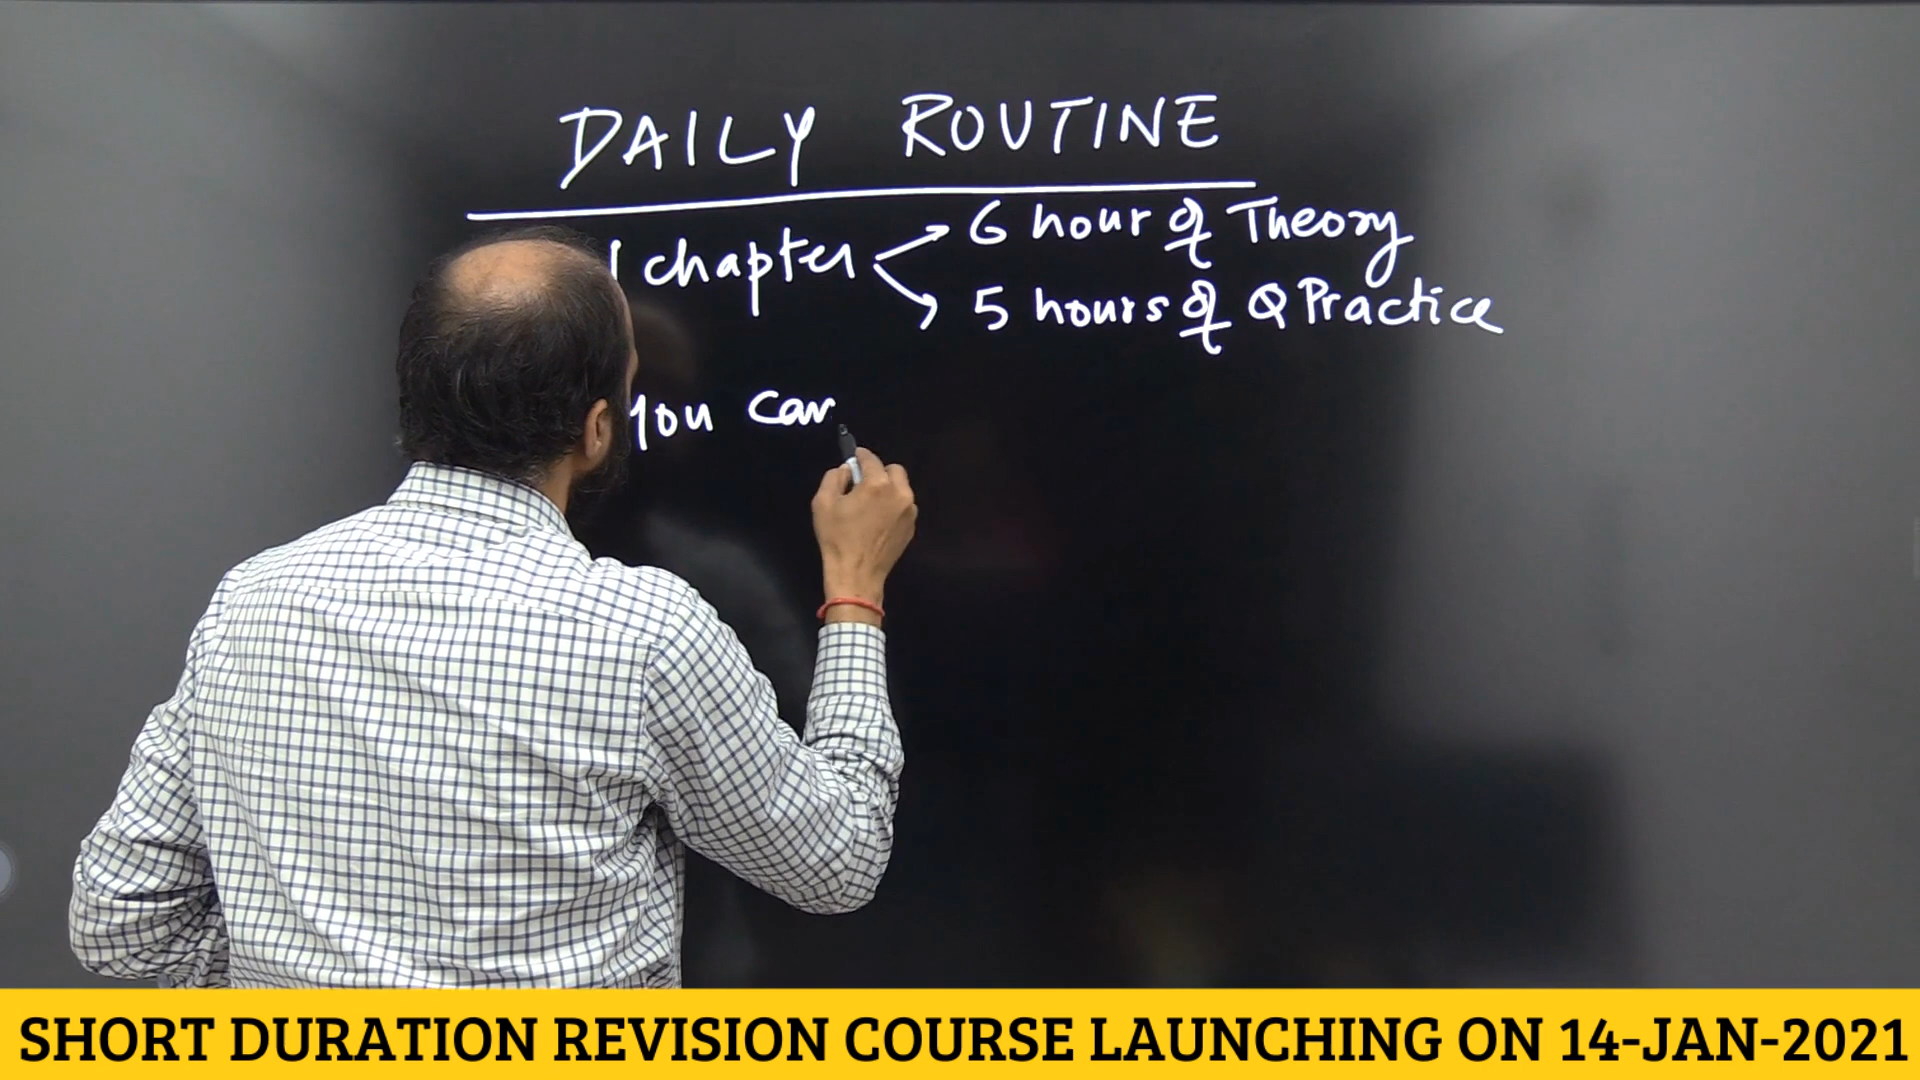 DAILY ROUTINE
1 chapter
6 hour of Theory
5 hours of Q Practice
You can
SHORT DURATION REVISION COURSE LAUNCHING ON 14-JAN-2021